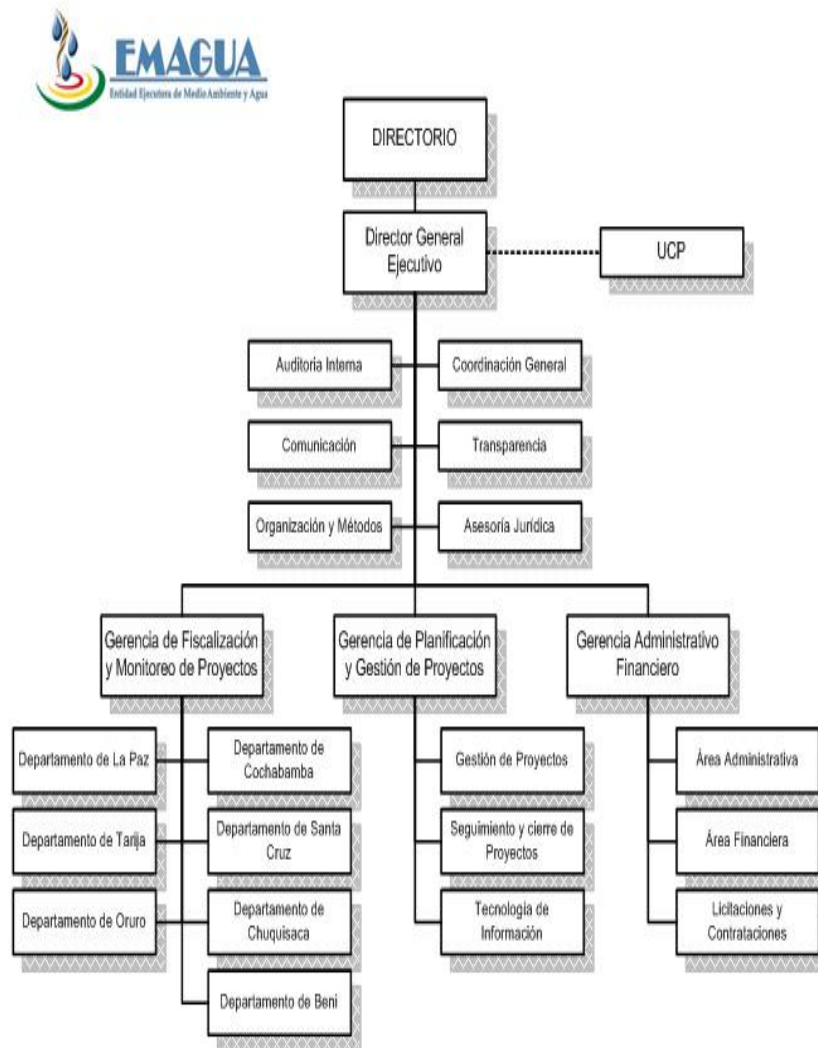 EMAGUA
Entidad Ejecutora de Medio Ambiente y Agua
DIRECTORIO
Director General
Ejecutivo
UCP
Auditoria Interna
Coordinación General
Comunicación
Transparencia
Organización y Métodos
Asesoría Jurídica
Gerencia de Fiscalización
y Monitoreo de Proyectos
Gerencia de Planificación
y Gestión de Proyectos
Gerencia Administrativo
Financiero
Departamento de La Paz
Departamento de
Cochabamba
Departamento de Tarija
Departamento de Santa
Cruz
Departamento de Oruro
Departamento de
Chuquisaca
Departamento de Beni
Gestión de Proyectos
Seguimiento y cierre de
Proyectos
Tecnología de
Información
Área Administrativa
Área Financiera
Licitaciones y
Contrataciones